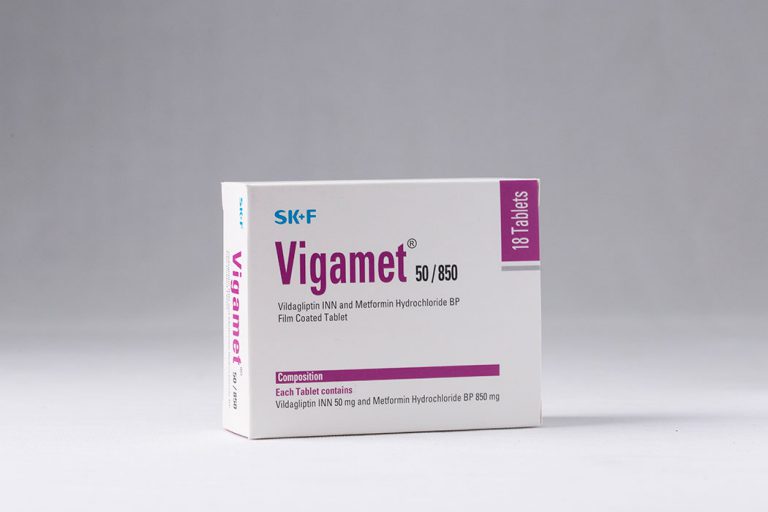 SK+F
Vigamet® 50/850
Vildagliptin INN and Metformin Hydrochloride BP
Film Coated Tablet
Composition
Each Tablet contains
Vildagliptin INN 50 mg and Metformin Hydrochloride BP 850 mg
18 Tablets
SK+F
Vigamet 50/850